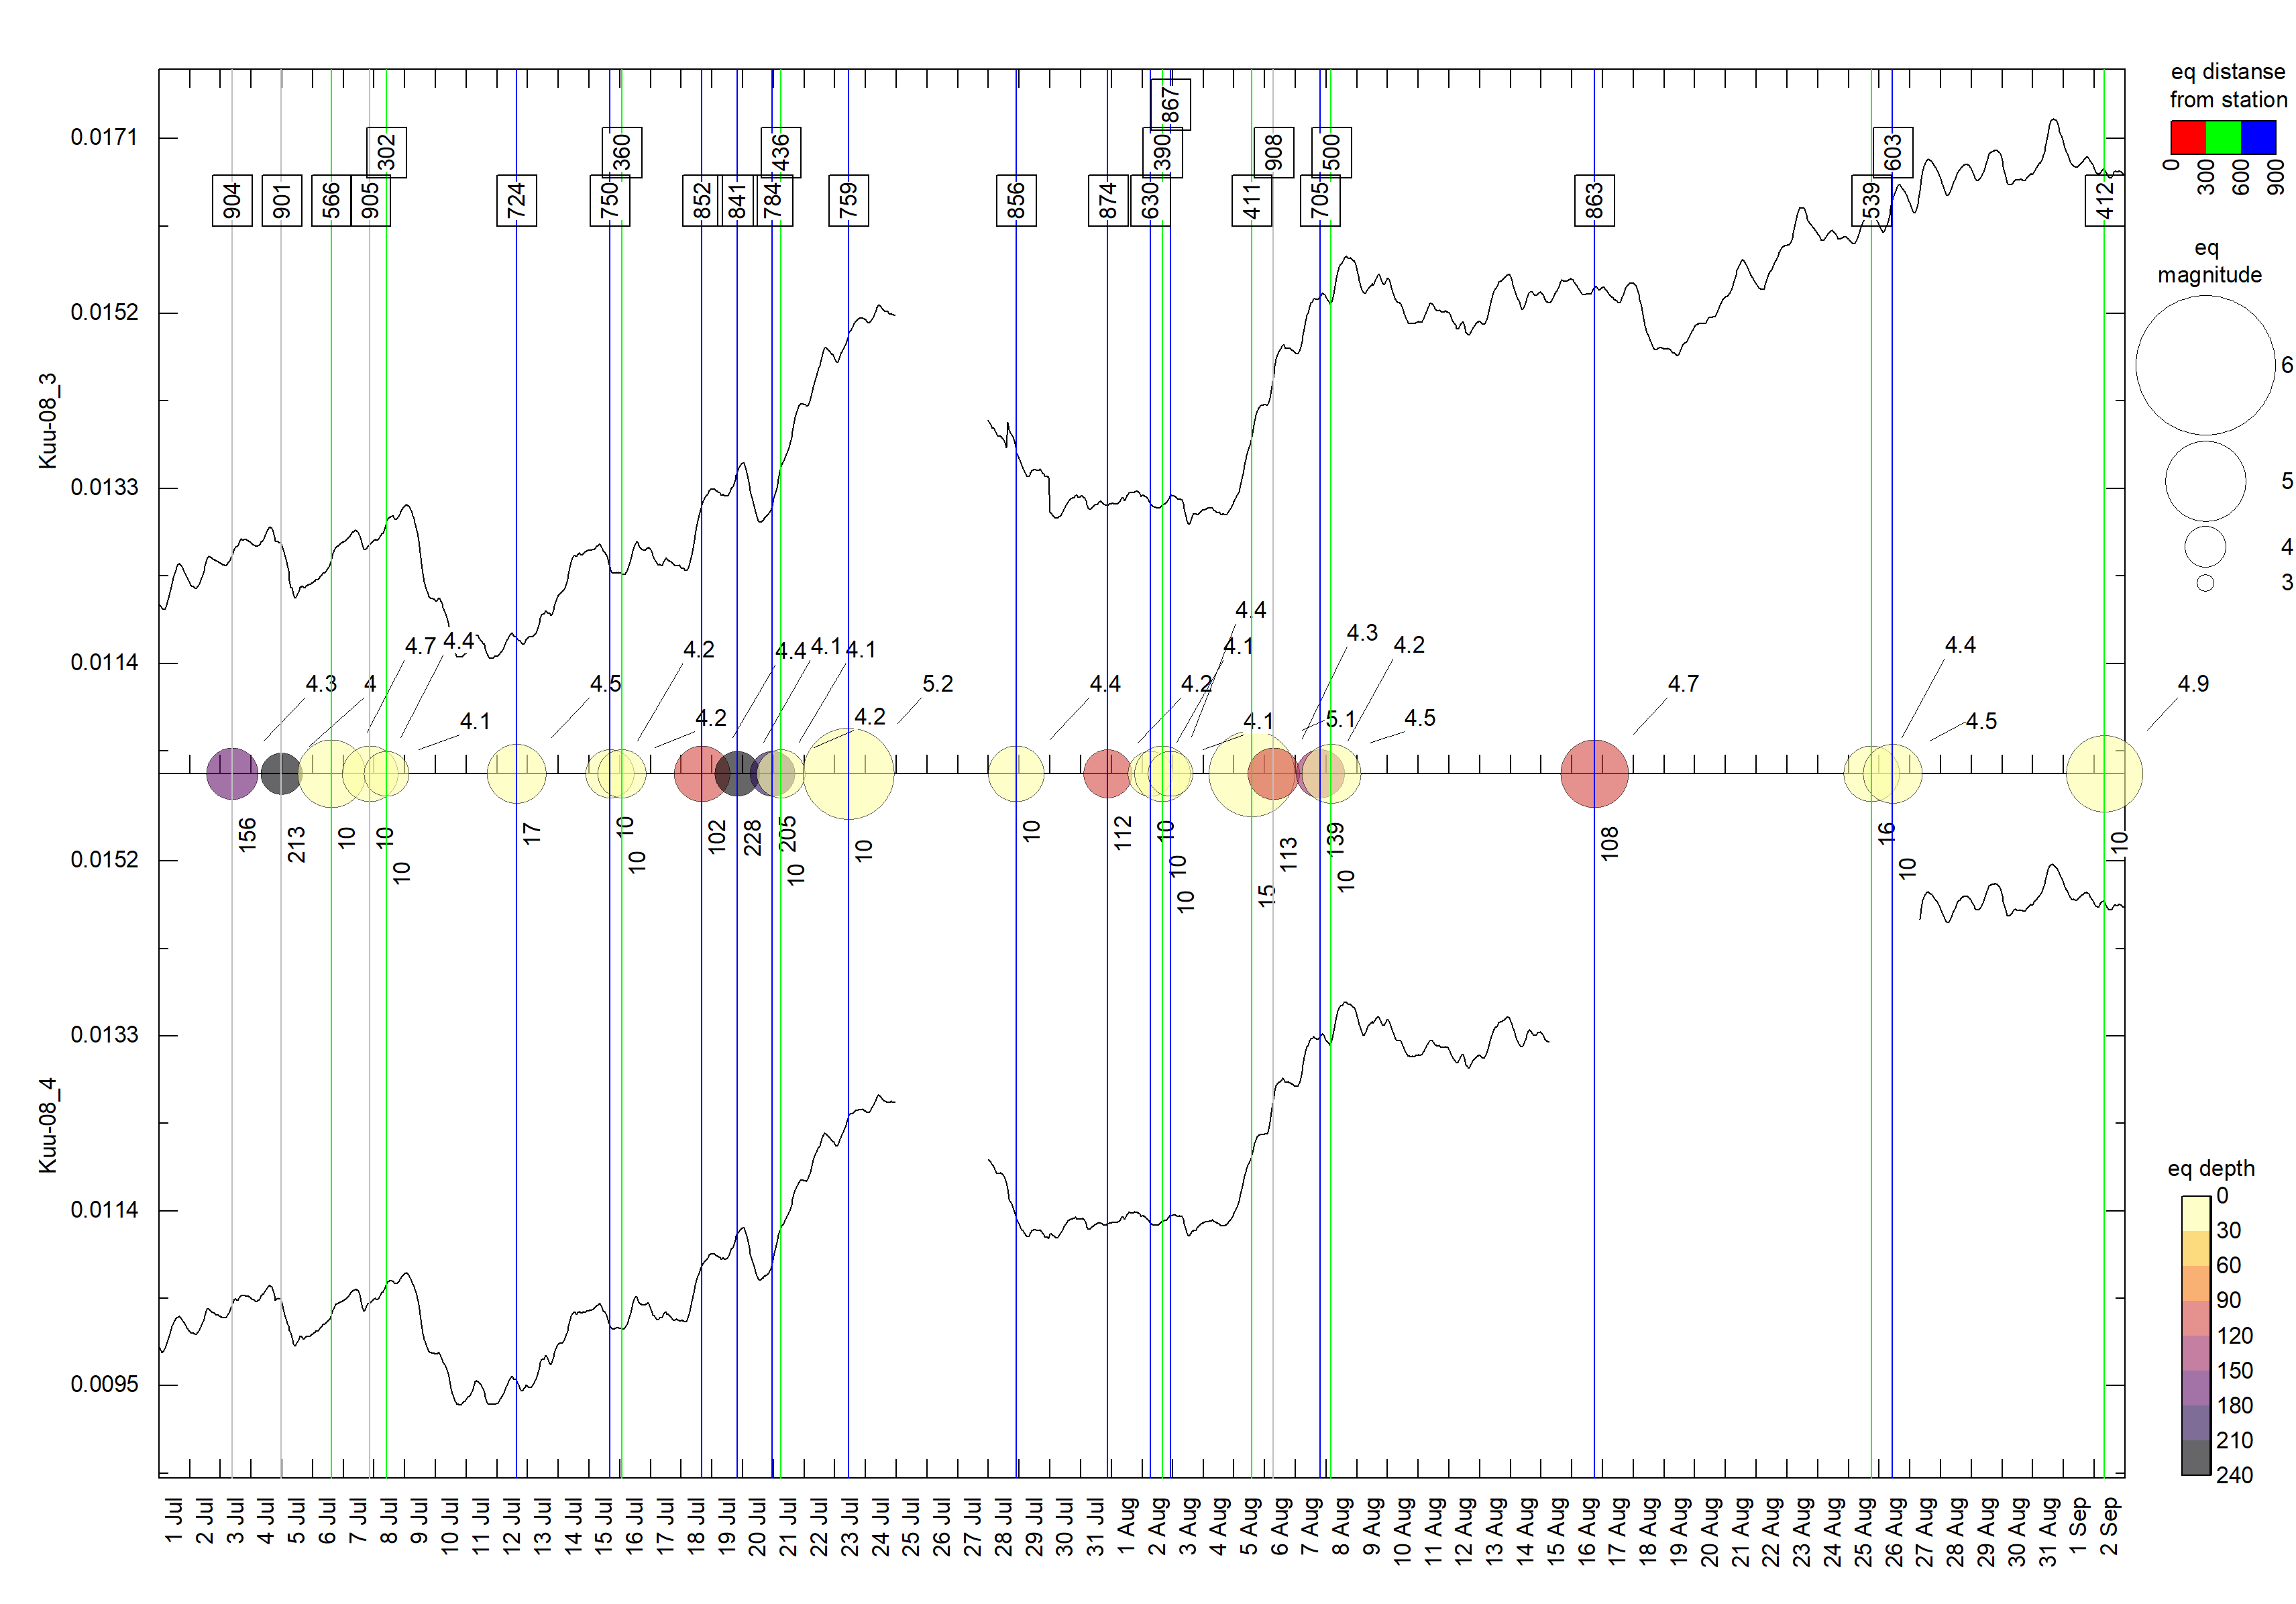 eq distanse
from station
0
300
600
900
eq
magnitude
6
5
4
3
867
302
360
436
390
908
500
603
904
901
566
905
724
750
852
841
784
759
856
874
630
411
705
863
539
412
0.0171
0.0152
0.0133
0.0114
Kuu-08_3
4.4
4.7
4.4
4.2
4.4
4.1
4.1
4.1
4.3
4.2
4.4
4.3
4
4.5
5.2
4.4
4.2
4.7
4.9
4.1
4.2
4.2
4.1
5.1
4.5
4.5
156
213
10
10
10
17
10
10
102
228
205
10
10
10
112
10
10
10
15
113
139
10
108
16
10
10
0.0152
0.0133
0.0114
0.0095
Kuu-08_4
eq depth
0
30
60
90
120
150
180
210
240
1 Jul
2 Jul
3 Jul
4 Jul
5 Jul
6 Jul
7 Jul
8 Jul
9 Jul
10 Jul
11 Jul
12 Jul
13 Jul
14 Jul
15 Jul
16 Jul
17 Jul
18 Jul
19 Jul
20 Jul
21 Jul
22 Jul
23 Jul
24 Jul
25 Jul
26 Jul
27 Jul
28 Jul
29 Jul
30 Jul
31 Jul
1 Aug
2 Aug
3 Aug
4 Aug
5 Aug
6 Aug
7 Aug
8 Aug
9 Aug
10 Aug
11 Aug
12 Aug
13 Aug
14 Aug
15 Aug
16 Aug
17 Aug
18 Aug
19 Aug
20 Aug
21 Aug
22 Aug
23 Aug
24 Aug
25 Aug
26 Aug
27 Aug
28 Aug
29 Aug
30 Aug
31 Aug
1 Sep
2 Sep